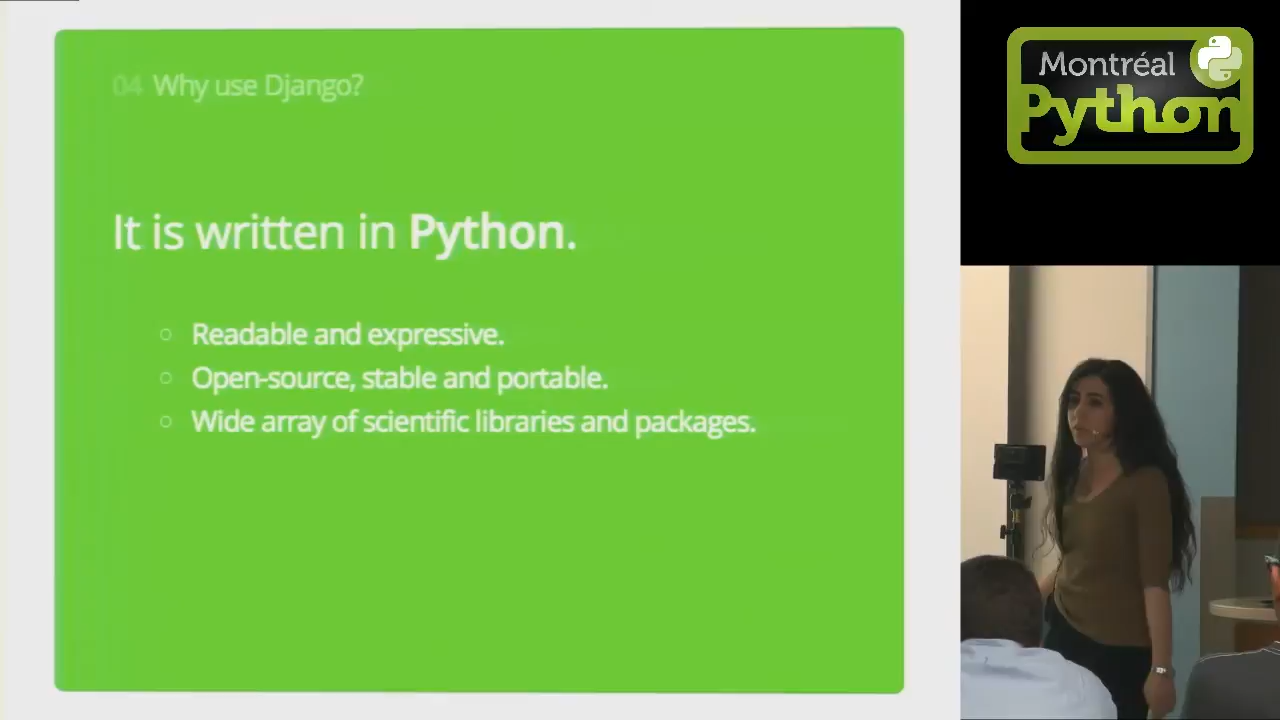 04 Why use Django?
It is written in Python.
Readable and expressive.
Open-source, stable and portable.
Wide array of scientific libraries and packages.
Montréal
Python